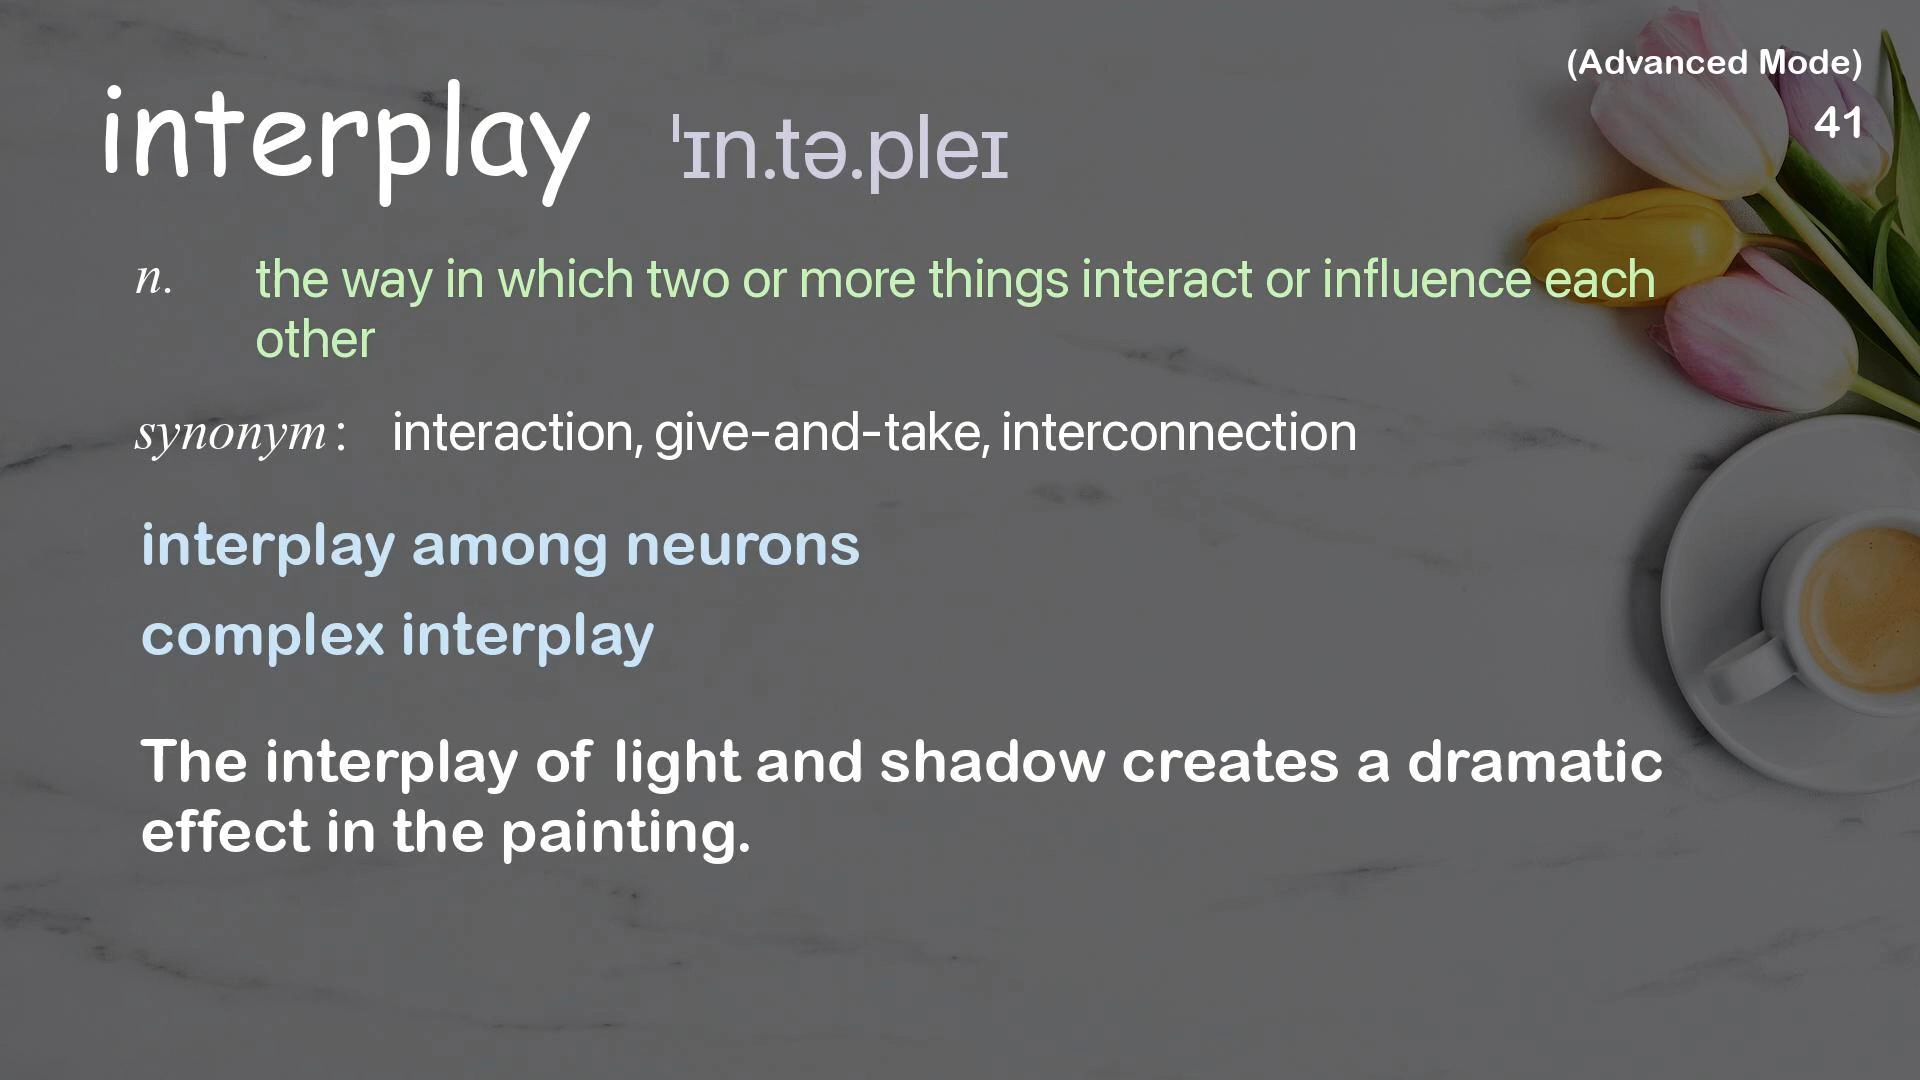 (Advanced Mode)
41
interplay ˈɪn.tə.pleɪ
n. the way in which two or more things interact or influence each
other
synonym: interaction, give-and-take, interconnection
interplay among neurons
complex interplay
The interplay of light and shadow creates a dramatic
effect in the painting.